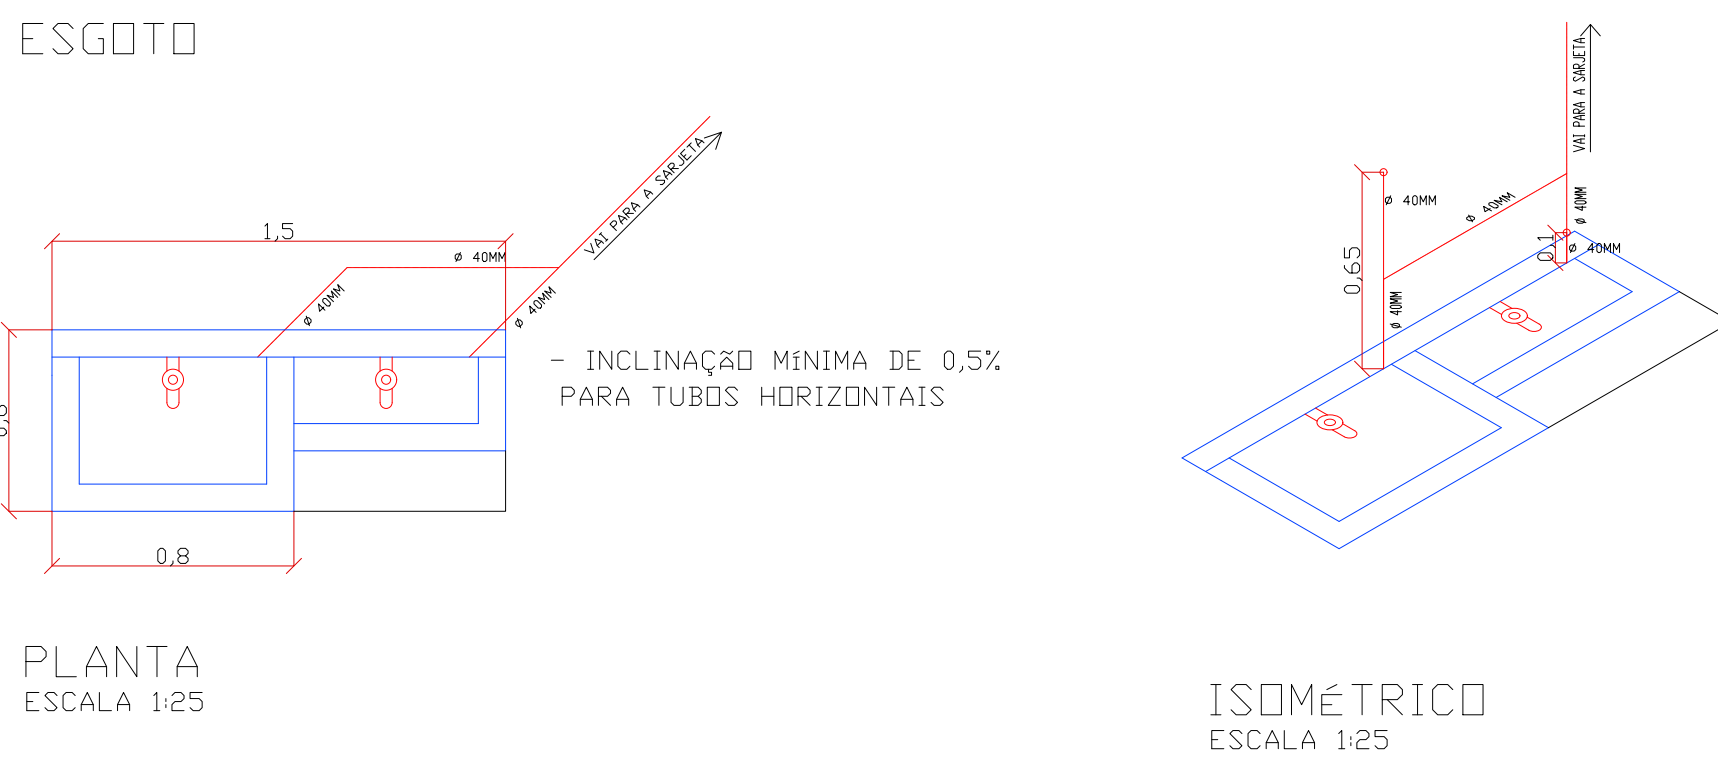 ESGOTO
VAI PARA A SARJETA
1,5
ø 40MM
ø 40MM
ø 40MM
- INCLINAÇÃO MíNIMA DE 0,5%
PARA TUBOS HORIZONTAIS
0,8
PLANTA
ESCALA 1:25
VAI PARA A SARJETA
ø 40MM
ø 40MM
ø 40MM
0,1
ø 40MM
0,65
ø 40MM
ISOMÉTRICO
ESCALA 1:25